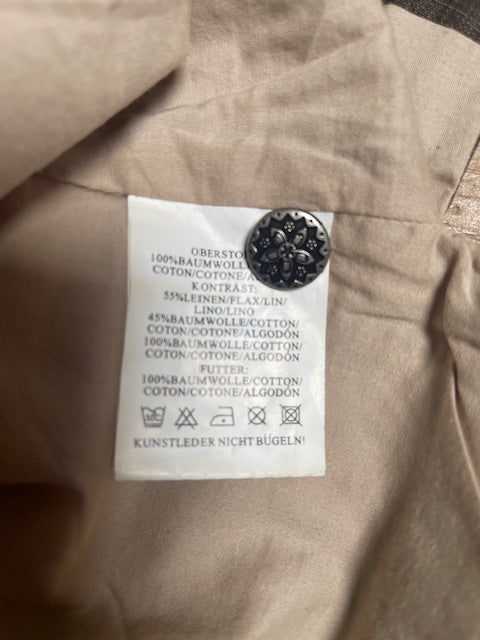 100%BAUMWOLLE
COTON/COTONE/
KONTRAST:
55%LEINEN/FLAX/LIN/
LINO/LINO
45%BAUMWOLLE/COTTON/
COTON/COTONE/ALGODÓN
100%BAUMWOLLE/COTTON/
COTON/COTONE/ALGODÓN
FUTTER:
100%BAUMWOLLE/COTTON/
COTON/COTONE/ALGODÓN
30C
KUNSTLEDER NICHT BÜGELN!